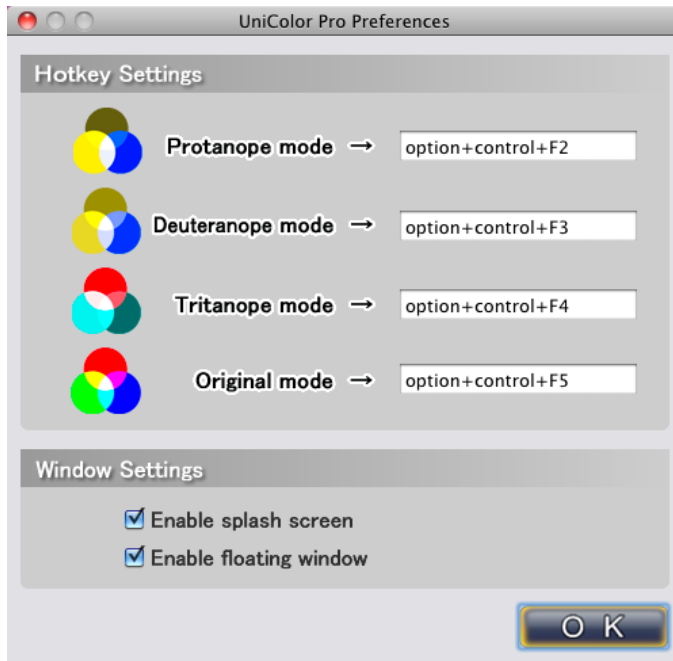 UniColor Pro Preferences
Hotkey Settings
Protanope mode → option+control+F2
Deuteranope mode → option+control+F3
Tritanope mode → option+control+F4
Original mode → option+control+F5
Window Settings
Enable splash screen
Enable floating window
O K